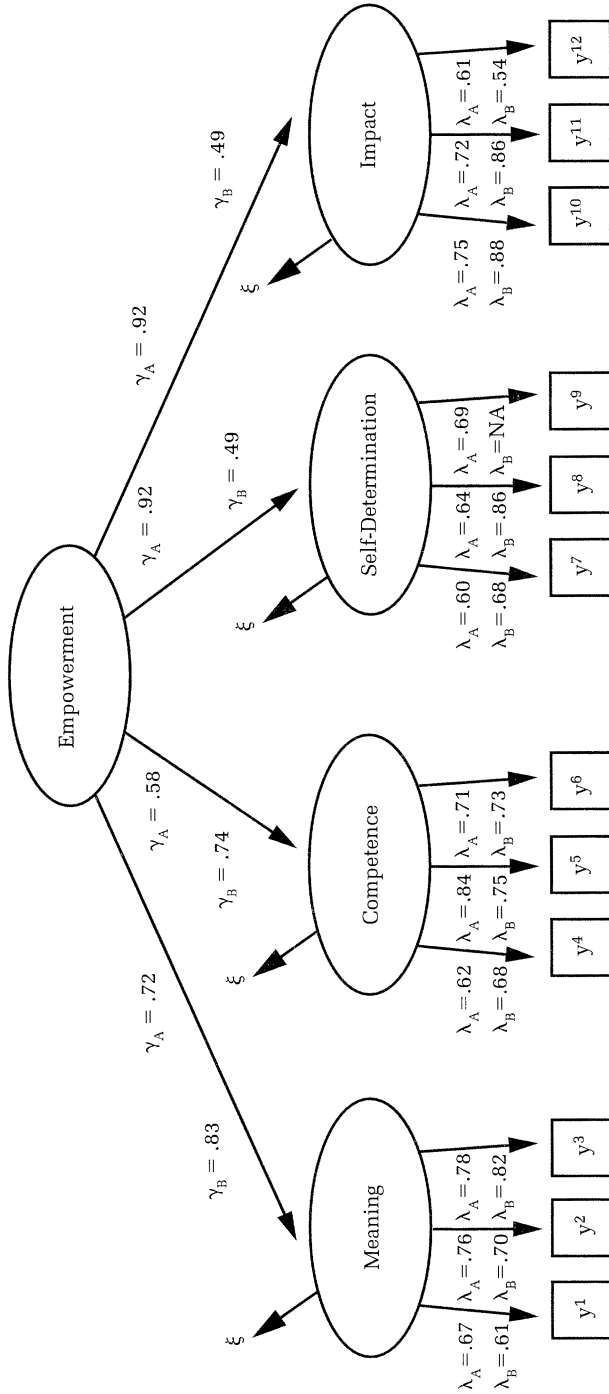 Empowerment
γA = .72
γA = .58
γA = .92
γA = .92
γB = .83
γB = .74
γB = .49
γB = .49
ξ
ξ
ξ
ξ
Meaning
Competence
Self-Determination
Impact
λA=.67
λB=.61
λA=.76
λB=.70
λA=.78
λB=.82
λA=.62
λB=.68
λA=.84
λB=.75
λA=.71
λB=.73
λA=.60
λB=.68
λA=.64
λB=.86
λA=.69
λB=NA
λA=.75
λB=.88
λA=.72
λB=.86
λA=.61
λB=.54
y1
y2
y3
y4
y5
y6
y7
y8
y9
y10
y11
y12